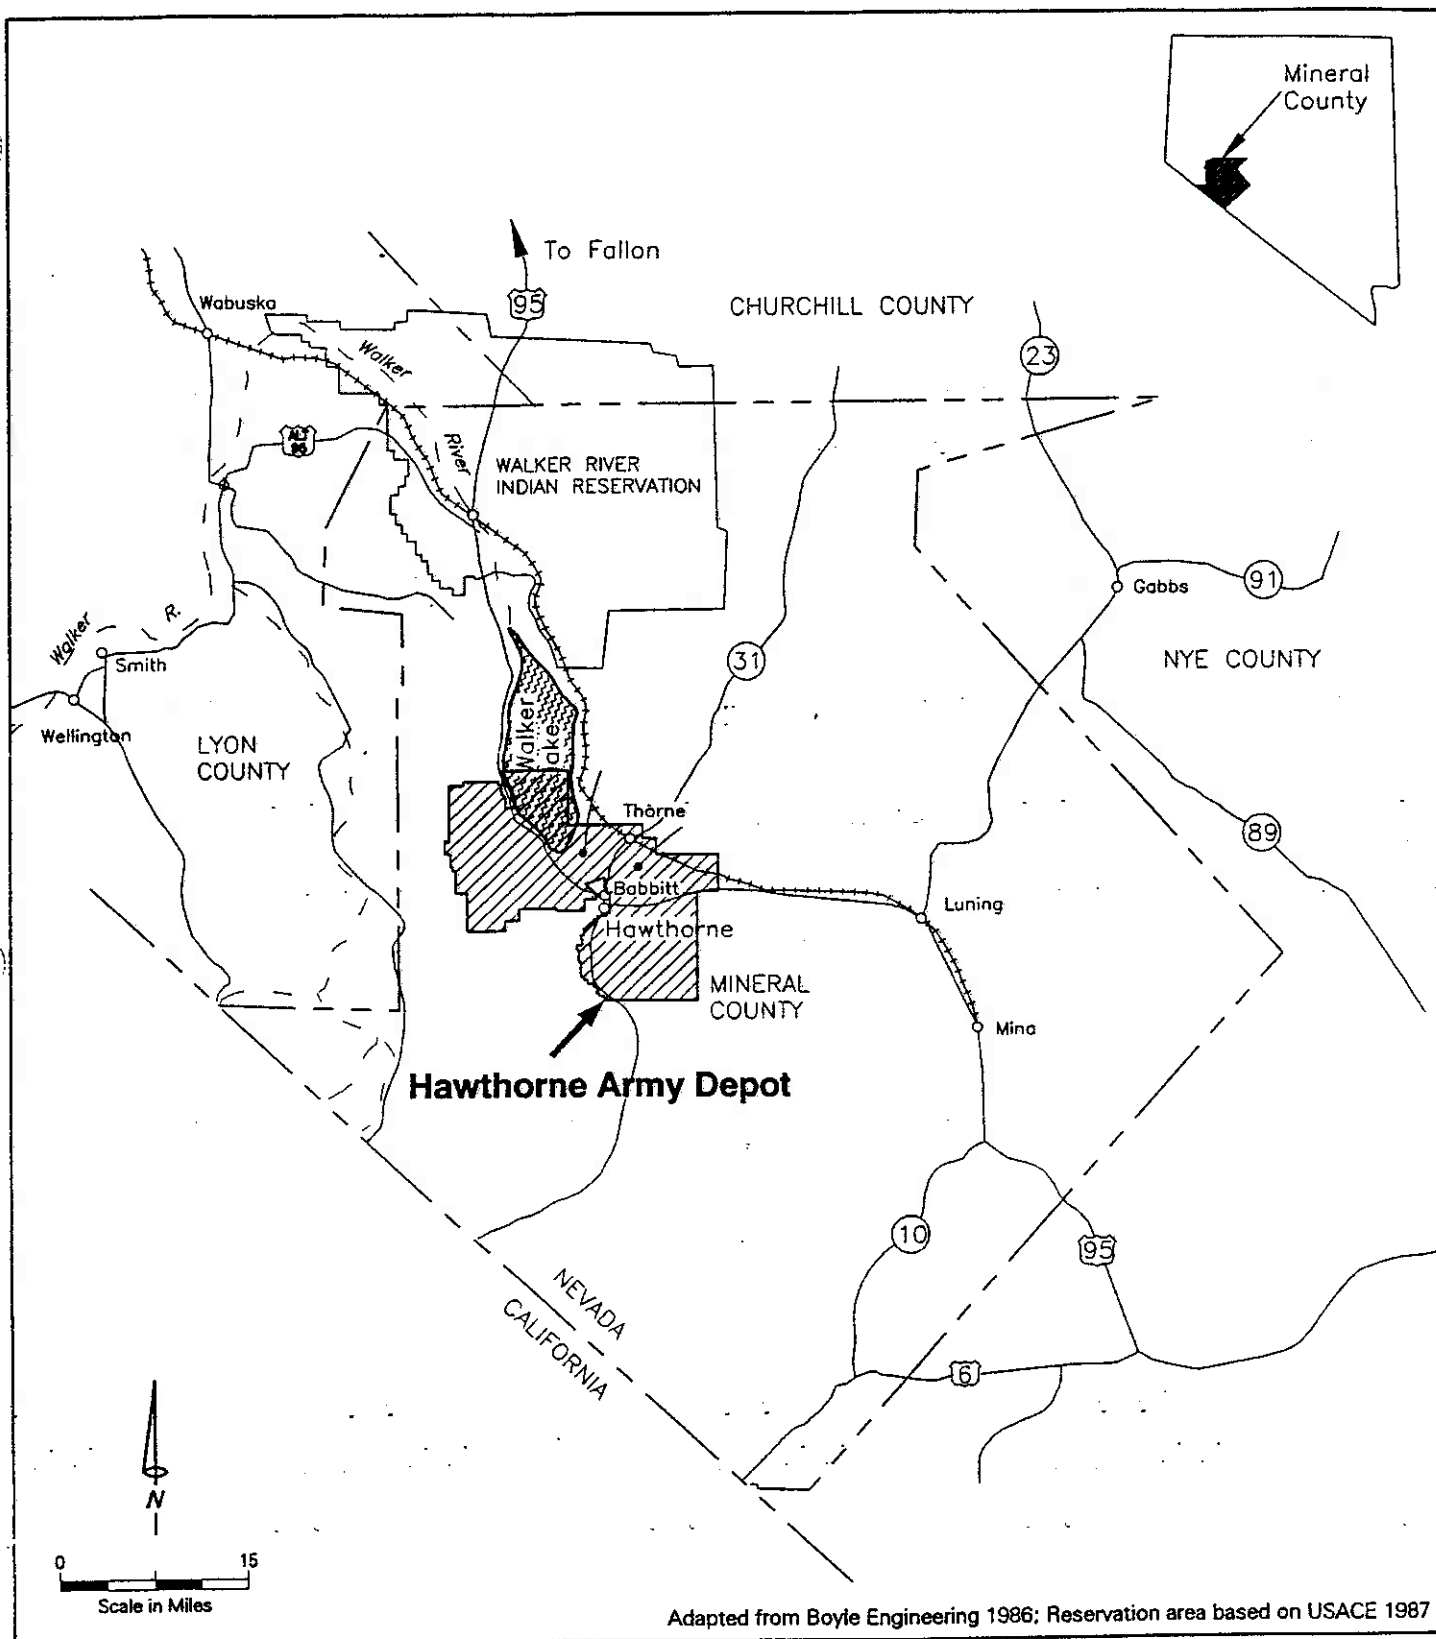 Mineral
County
To Fallon
95
CHURCHILL COUNTY
Wabuska
Walker
River
23
ALT
95
WALKER RIVER
INDIAN RESERVATION
91
Gabbs
Walker
R.
Smith
31
NYE COUNTY
Wellington
LYON
COUNTY
Walker
Lake
Thorne
89
Babbitt
Luning
Hawthorne
MINERAL
COUNTY
Mina
Hawthorne Army Depot
10
95
NEVADA
CALIFORNIA
6
N
0 15
Scale in Miles
Adapted from Boyle Engineering 1986; Reservation area based on USACE 1987